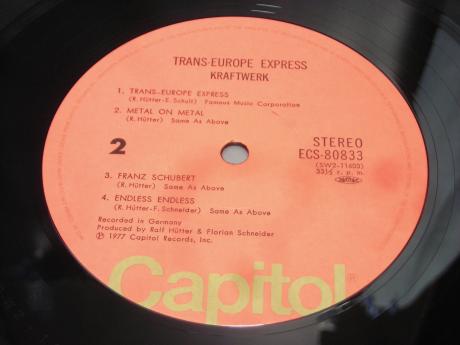 TRANS-EUROPE EXPRESS
KRAFTWERK
1. TRANS-EUROPE EXPRESS
(R.Hütter-E.Schult) Famous Music Corporation
2. METAL ON METAL
(R.Hütter) Same As Above
2
STEREO
ECS-80833
(SW2-11603)
33⅓ r. p. m.
3. FRANZ SCHUBERT
(R.Hütter) Same As Above
4. ENDLESS ENDLESS
(R.Hütter-F.Schneider) Same As Above
Recorded in Germany
Produced by Ralf Hütter & Florian Schneider
℗ 1977 Capitol Records, Inc.
Capitol®